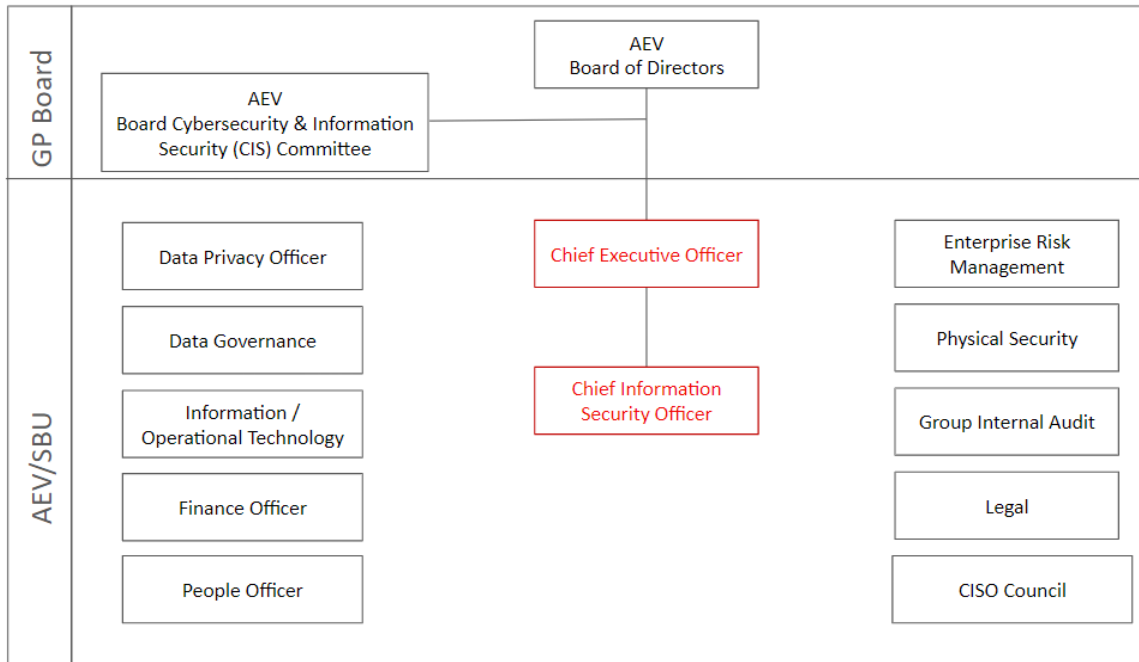 GP Board
AEV
Board of Directors
AEV
Board Cybersecurity & Information
Security (CIS) Committee
AEV/SBU
Data Privacy Officer
Data Governance
Information /
Operational Technology
Finance Officer
People Officer
Chief Executive Officer
Chief Information
Security Officer
Enterprise Risk
Management
Physical Security
Group Internal Audit
Legal
CISO Council